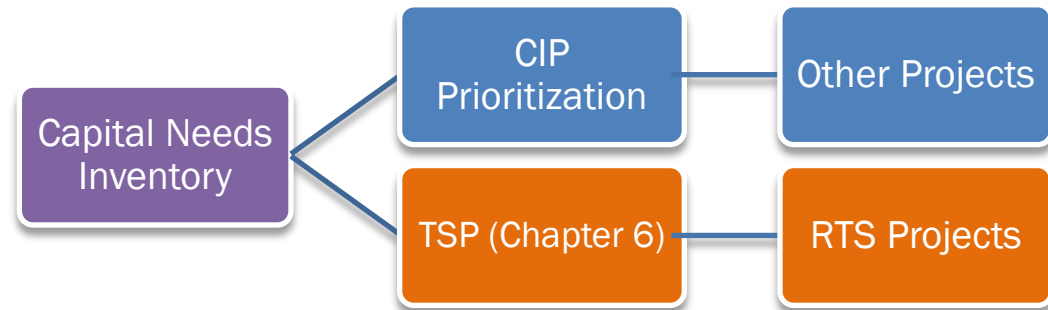 Capital Needs
Inventory
CIP
Prioritization
Other Projects
TSP (Chapter 6)
RTS Projects